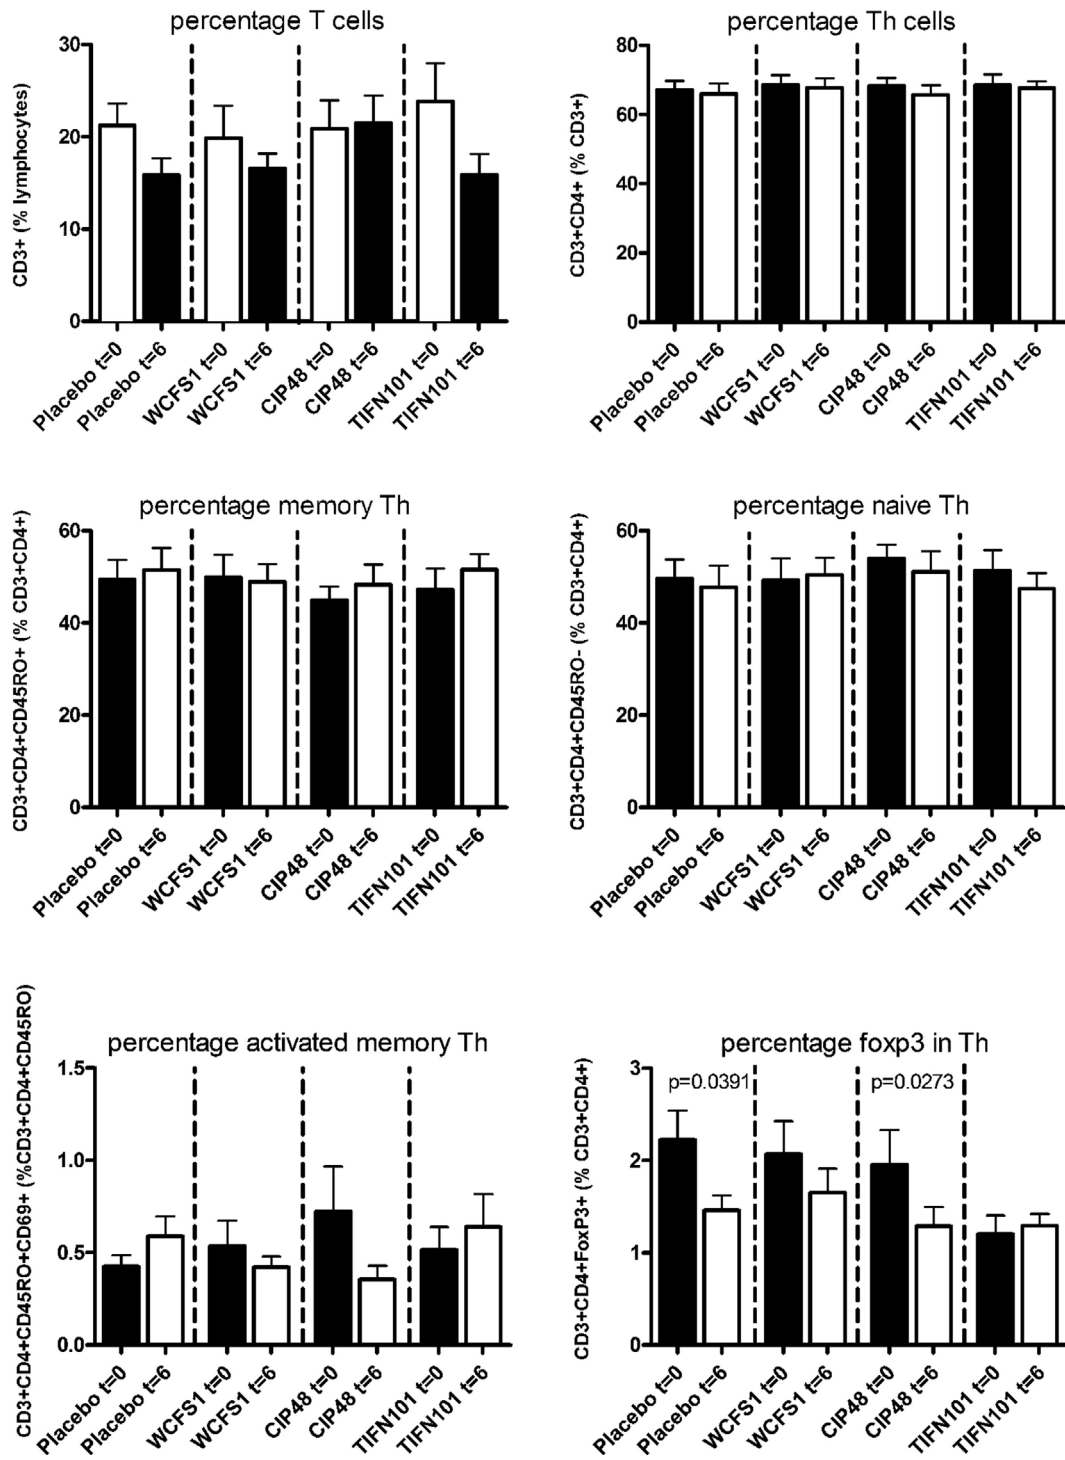 percentage T cells
CD3+ (% lymphocytes)
30
20
10
0
Placebo t=0
Placebo t=6
WCFS1 t=0
WCFS1 t=6
CIP48 t=0
CIP48 t=6
TIFN101 t=0
TIFN101 t=6
percentage Th cells
CD3+CD4+ (% CD3+)
80
60
40
20
0
Placebo t=0
Placebo t=6
WCFS1 t=0
WCFS1 t=6
CIP48 t=0
CIP48 t=6
TIFN101 t=0
TIFN101 t=6
percentage memory Th
CD3+CD4+CD45RO+ (% CD3+CD4+)
60
40
20
0
Placebo t=0
Placebo t=6
WCFS1 t=0
WCFS1 t=6
CIP48 t=0
CIP48 t=6
TIFN101 t=0
TIFN101 t=6
percentage naive Th
CD3+CD4+CD45RO- (% CD3+CD4+)
60
40
20
0
Placebo t=0
Placebo t=6
WCFS1 t=0
WCFS1 t=6
CIP48 t=0
CIP48 t=6
TIFN101 t=0
TIFN101 t=6
percentage activated memory Th
CD3+CD4+CD45RO+CD69+ (%CD3+CD4+CD45RO)
1.5
1.0
0.5
0.0
Placebo t=0
Placebo t=6
WCFS1 t=0
WCFS1 t=6
CIP48 t=0
CIP48 t=6
TIFN101 t=0
TIFN101 t=6
percentage foxp3 in Th
CD3+CD4+FoxP3+ (% CD3+CD4+)
3
2
1
0
p=0.0391
p=0.0273
Placebo t=0
Placebo t=6
WCFS1 t=0
WCFS1 t=6
CIP48 t=0
CIP48 t=6
TIFN101 t=0
TIFN101 t=6